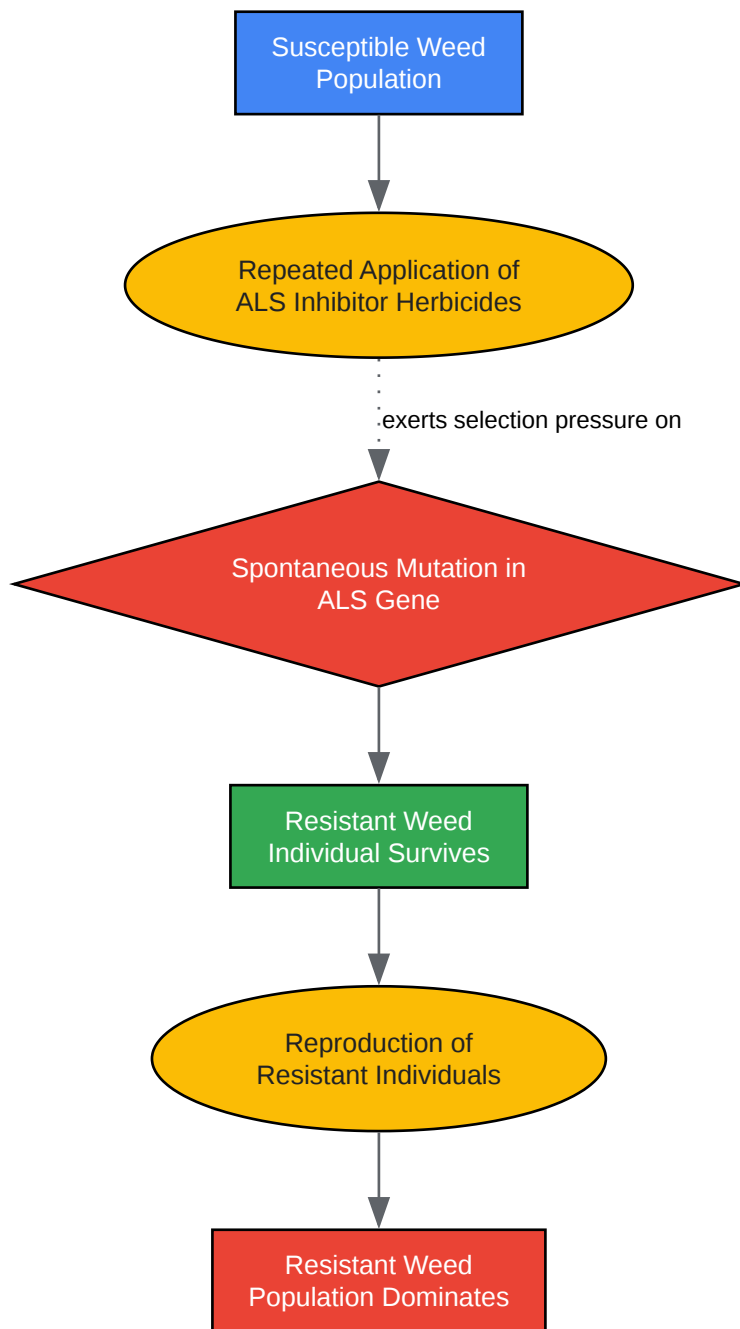 Susceptible Weed
Population
Repeated Application of
ALS Inhibitor Herbicides
exerts selection pressure on
Spontaneous Mutation in
ALS Gene
Resistant Weed
Individual Survives
Reproduction of
Resistant Individuals
Resistant Weed
Population Dominates